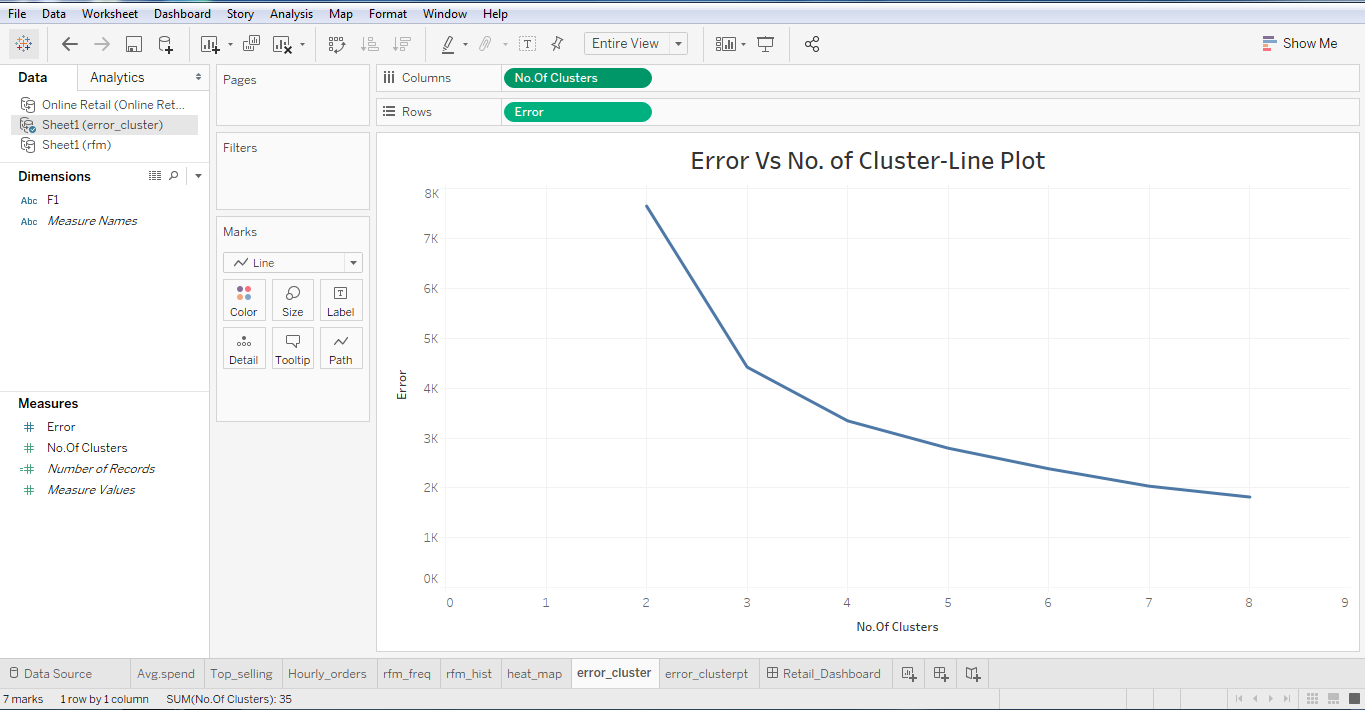 File Data Worksheet Dashboard Story Analysis Map Format Window Help
Entire View
Show Me
Data Analytics
Online Retail (Online Ret...
Sheet1 (error_cluster)
Sheet1 (rfm)
Dimensions
Abc F1
Abc Measure Names
Measures
Error
No.Of Clusters
Number of Records
Measure Values
Pages
Filters
Marks
Line
Color Size Label
Detail Tooltip Path
Columns No.Of Clusters
Rows Error
Error Vs No. of Cluster-Line Plot
8K
7K
6K
5K
4K
3K
2K
1K
0K
Error
0 1 2 3 4 5 6 7 8 9
No.Of Clusters
Data Source Avg.spend Top_selling Hourly_orders rfm_freq rfm_hist heat_map error_cluster error_clusterpt Retail_Dashboard
7 marks 1 row by 1 column SUM(No.Of Clusters): 35